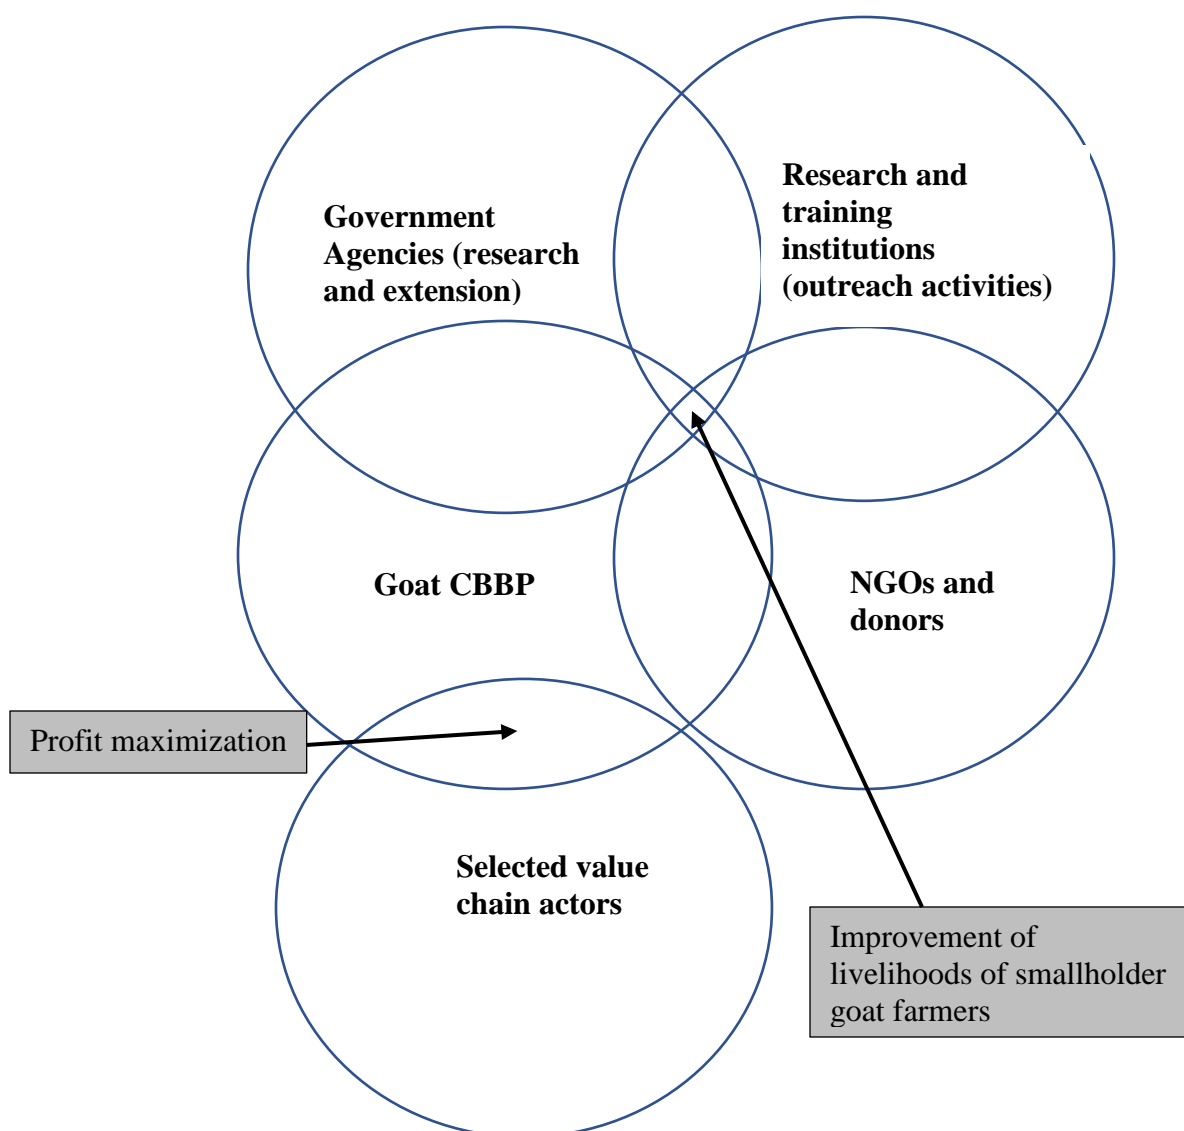 Government
Agencies (research
and extension)
Research and
training
institutions
(outreach activities)
Goat CBBP
NGOs and
donors
Profit maximization
Selected value
chain actors
Improvement of
livelihoods of smallholder
goat farmers